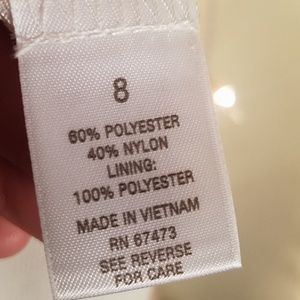 8
60% POLYESTER
40% NYLON
LINING:
100% POLYESTER
MADE IN VIETNAM
RN 67473
SEE REVERSE
FOR CARE